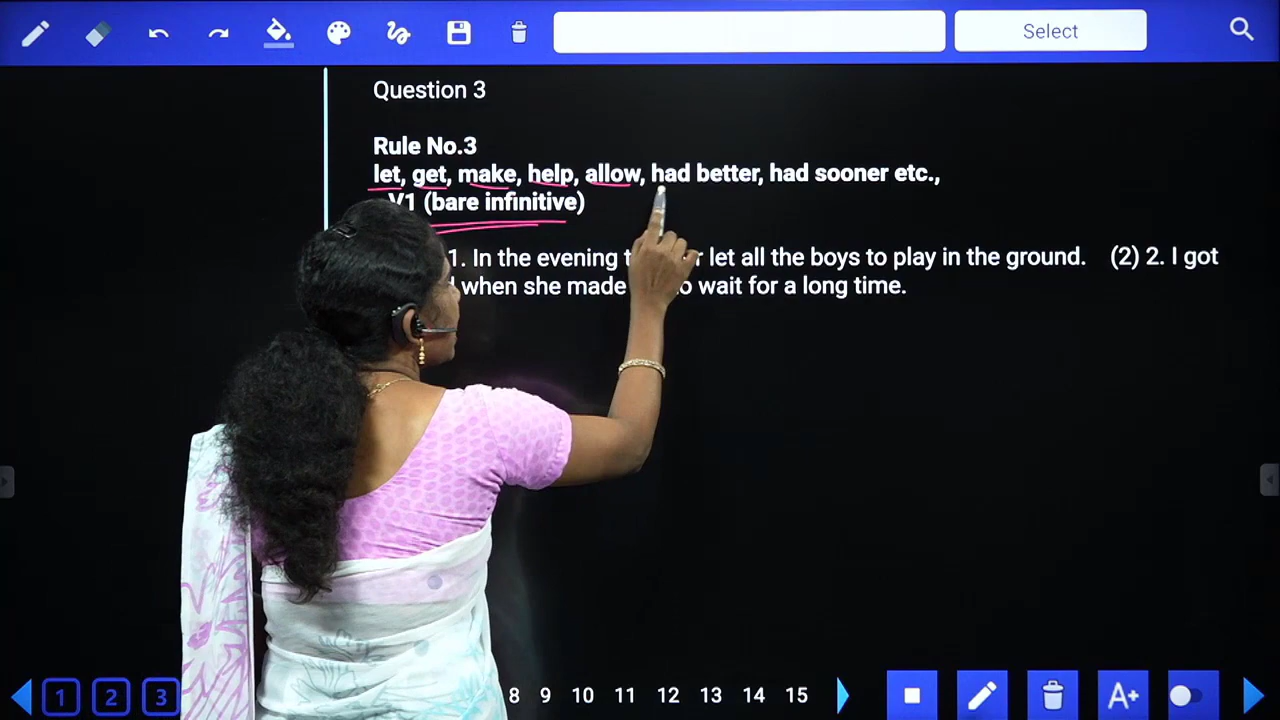 Select
Question 3
Rule No.3
let, get, make, help, allow, had better, had sooner etc.,
V1 (bare infinitive)
1. In the evening let all the boys to play in the ground. (2) 2. I got
when she made wait for a long time.
1 2 3 8 9 10 11 12 13 14 15
A+